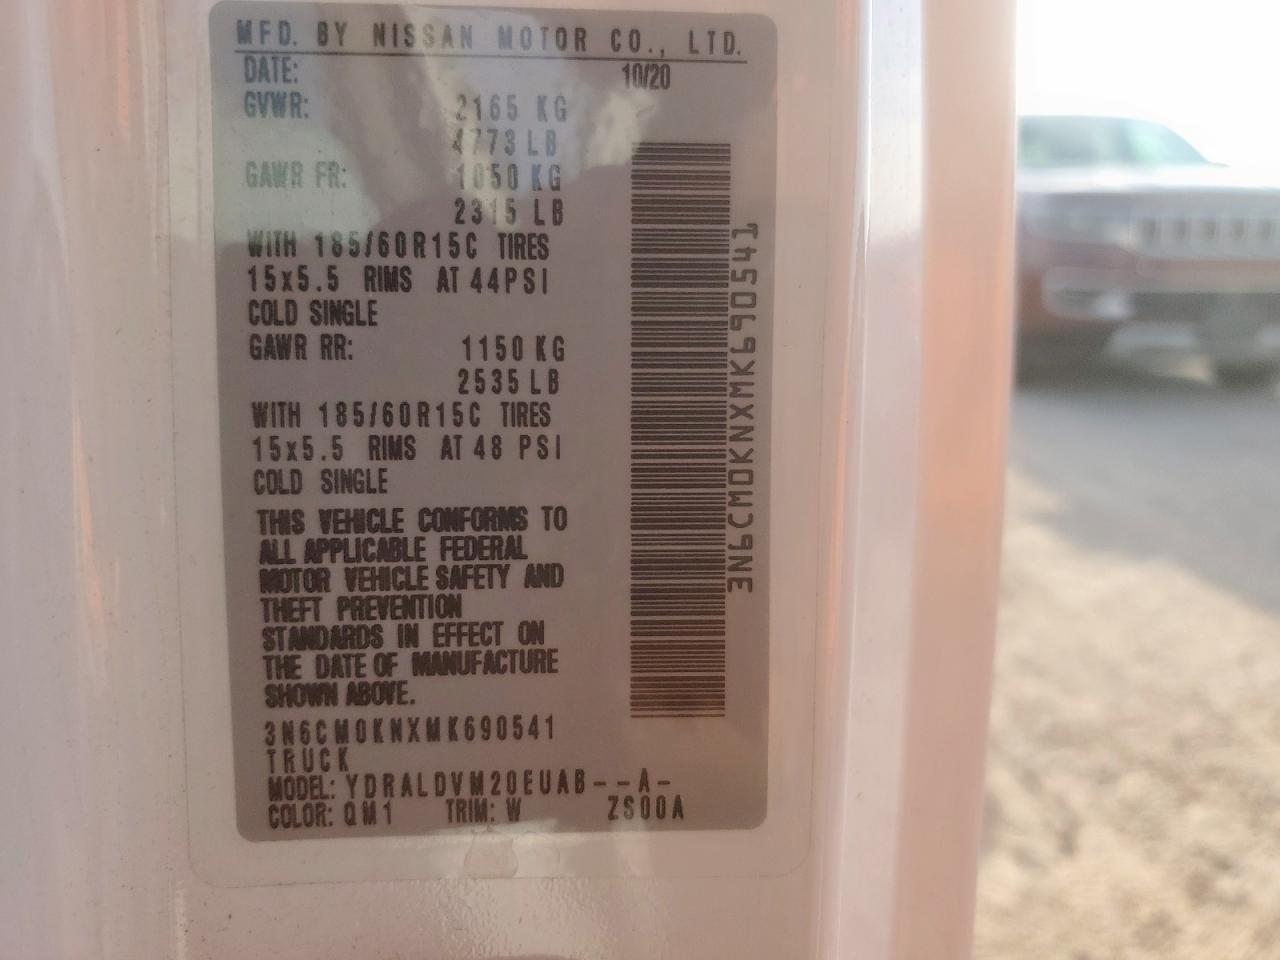 MFD. BY NISSAN MOTOR CO., LTD.
DATE: 10/20
GVWR: 2165 KG
4773 LB
GAWR FR: 1050 KG
2315 LB
WITH 185/60R15C TIRES
15x5.5 RIMS AT 44PSI
COLD SINGLE
GAWR RR: 1150 KG
2535 LB
WITH 185/60R15C TIRES
15x5.5 RIMS AT 48 PSI
COLD SINGLE
THIS VEHICLE CONFORMS TO
ALL APPLICABLE FEDERAL
MOTOR VEHICLE SAFETY AND
THEFT PREVENTION
STANDARDS IN EFFECT ON
THE DATE OF MANUFACTURE
SHOWN ABOVE.
3N6CM0KNXMK690541
TRUCK
MODEL: YDRALDVM20EUAB--A-
COLOR: QM1 TRIM: W ZS00A
3N6CM0KNXMK690541